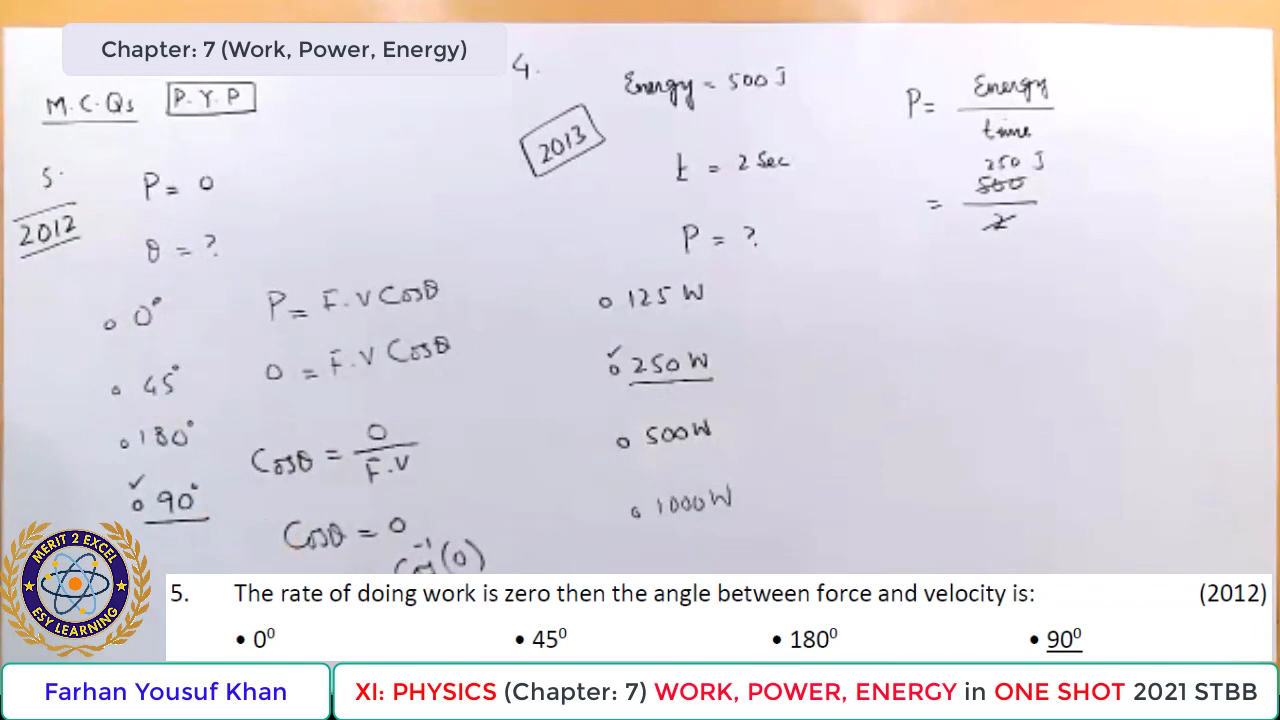 Chapter: 7 (Work, Power, Energy)
M.C.Qs P.Y.P
5.
2012
P = 0
θ = ?
0°
45°
180°
90°
P = F.V Cosθ
0 = F.V Cosθ
Cosθ = 0 / F.V
Cosθ = 0
Cos⁻¹(0)
4.
2013
Energy = 500 J
t = 2 Sec
P = ?
125 W
250 W
500 W
1000 W
P = Energy / time
250 J
= 500 / 2
MERIT 2 EXCEL
ESY LEARNING
5. The rate of doing work is zero then the angle between force and velocity is: (2012)
• 0⁰ • 45⁰ • 180⁰ • 90⁰
Farhan Yousuf Khan
XI: PHYSICS (Chapter: 7) WORK, POWER, ENERGY in ONE SHOT 2021 STBB